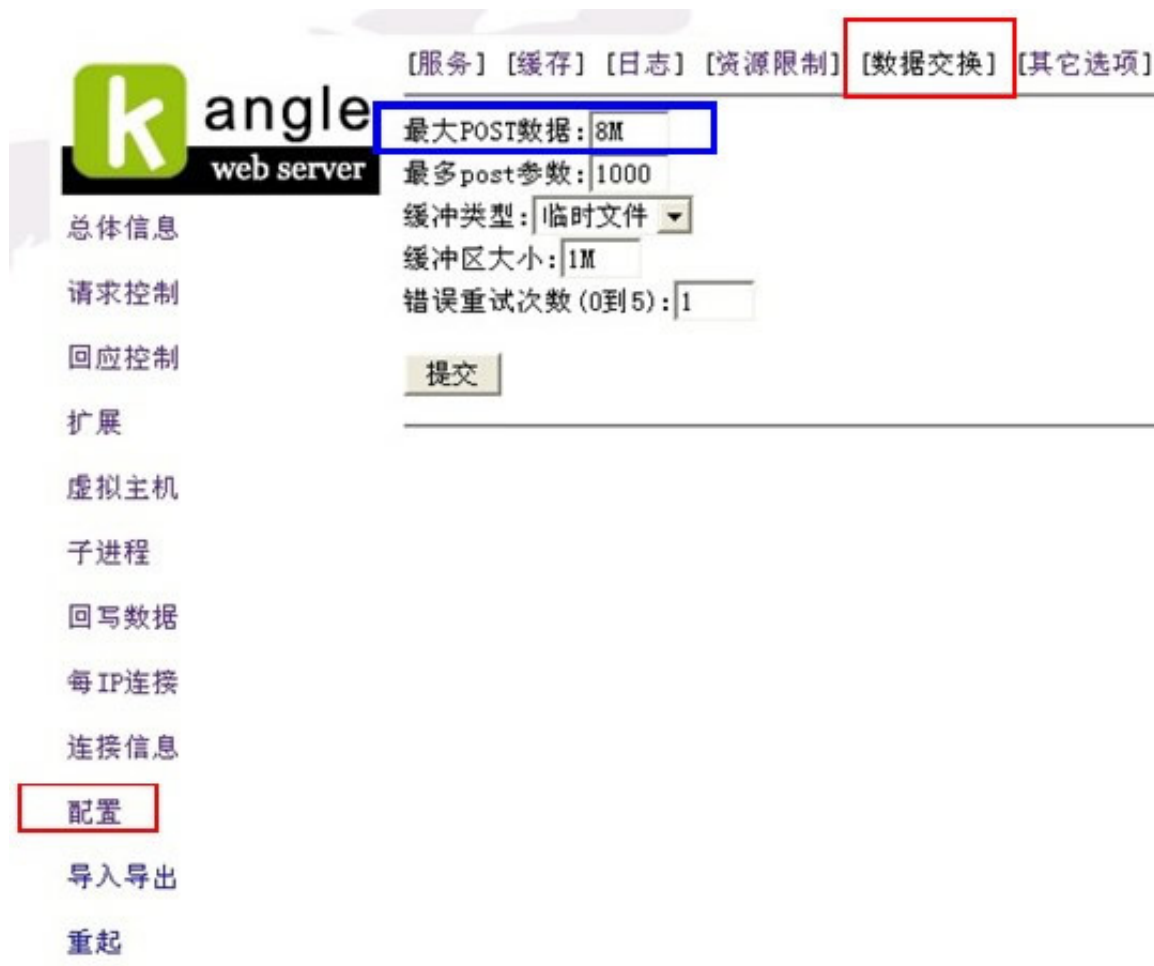 [服务] [缓存] [日志] [资源限制] [数据交换] [其它选项]
k angle
web server
最大POST数据:8M
最多post参数:1000
缓冲类型:临时文件
缓冲区大小:1M
错误重试次数(0到5):1
提交
总体信息
请求控制
回应控制
扩展
虚拟主机
子进程
回写数据
每IP连接
连接信息
配置
导入导出
重起